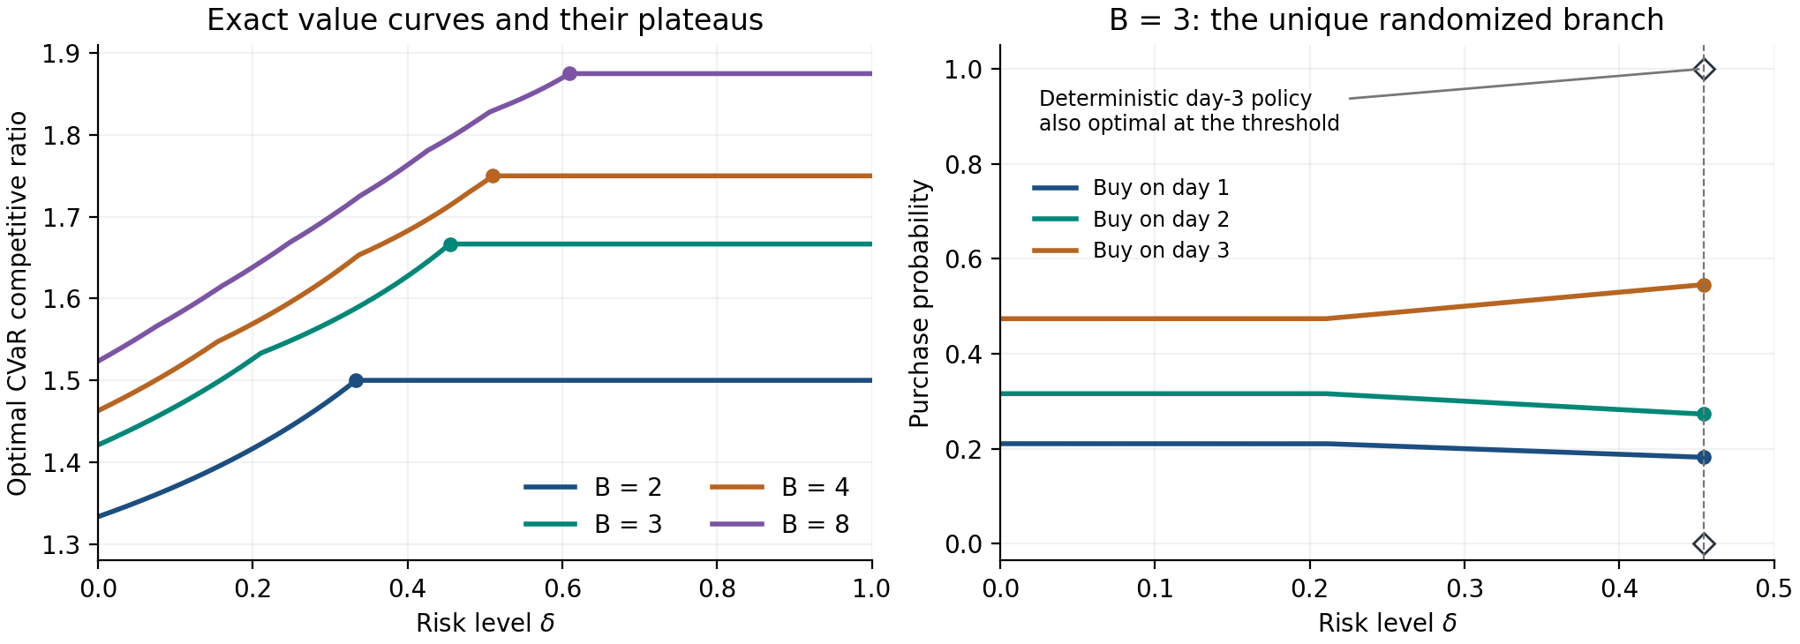 Exact value curves and their plateaus
Optimal CVaR competitive ratio
1.9
1.8
1.7
1.6
1.5
1.4
1.3
B = 2
B = 3
B = 4
B = 8
0.0
0.2
0.4
0.6
0.8
1.0
Risk level δ
B = 3: the unique randomized branch
Purchase probability
1.0
0.8
0.6
0.4
0.2
0.0
Deterministic day-3 policy
also optimal at the threshold
Buy on day 1
Buy on day 2
Buy on day 3
0.0
0.1
0.2
0.3
0.4
0.5
Risk level δ